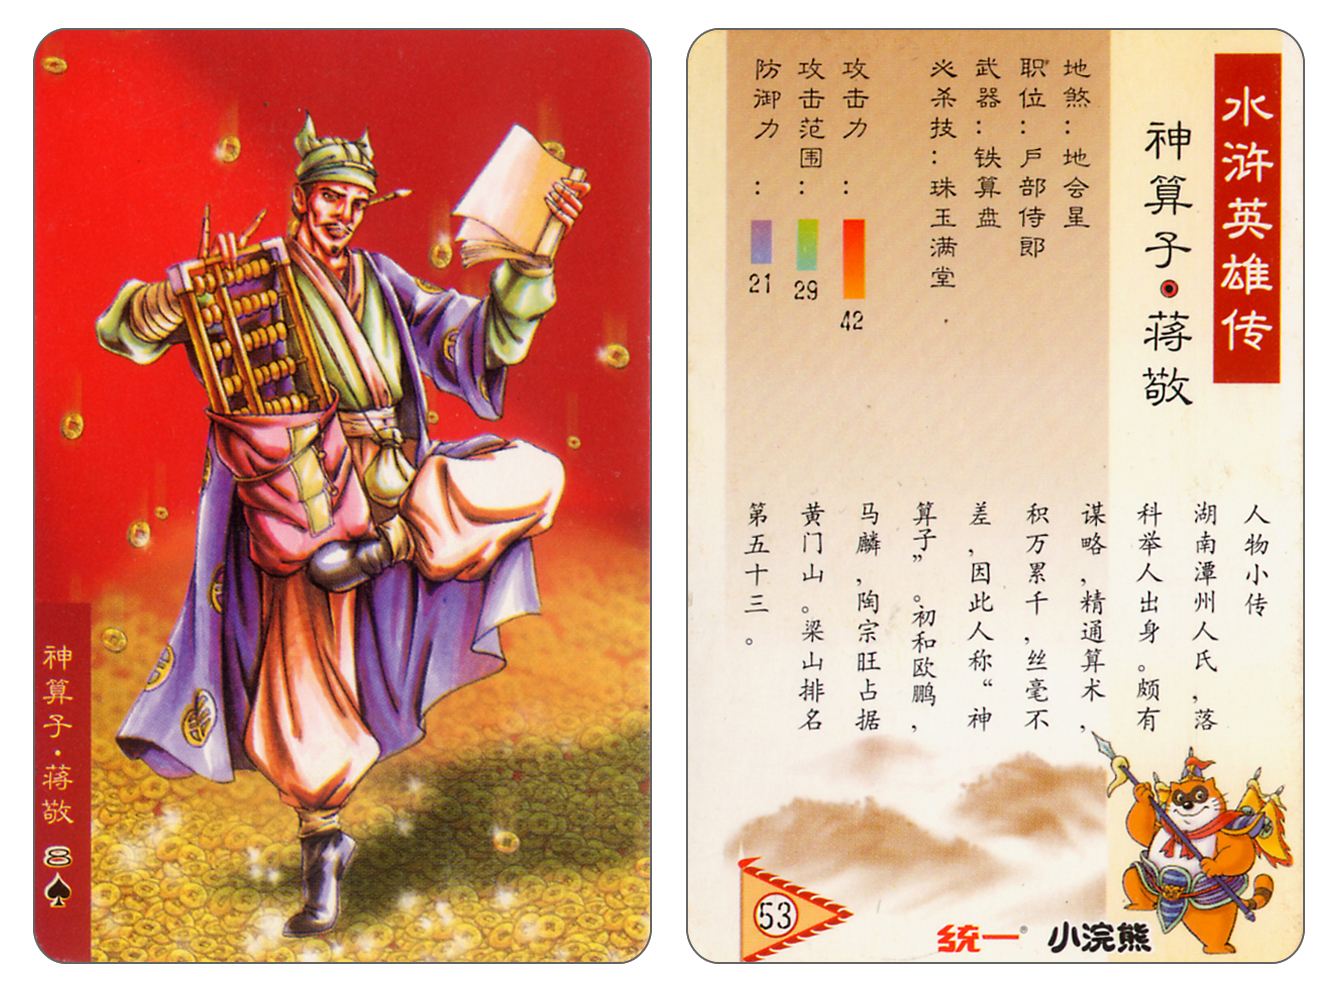 神算子·蒋敬
8
水浒英雄传
神算子·蒋敬
地煞：地会星
职位：户部侍郎
武器：铁算盘
必杀技：珠玉满堂
攻击力：42
攻击范围：29
防御力：21
人物小传
湖南潭州人氏，落
科举人出身。颇有
谋略，精通算术，
积万累千，丝毫不
差，因此人称“神
算子”。初和欧鹏，
马麟，陶宗旺占据
黄门山。梁山排名
第五十三。
53
统一® 小浣熊